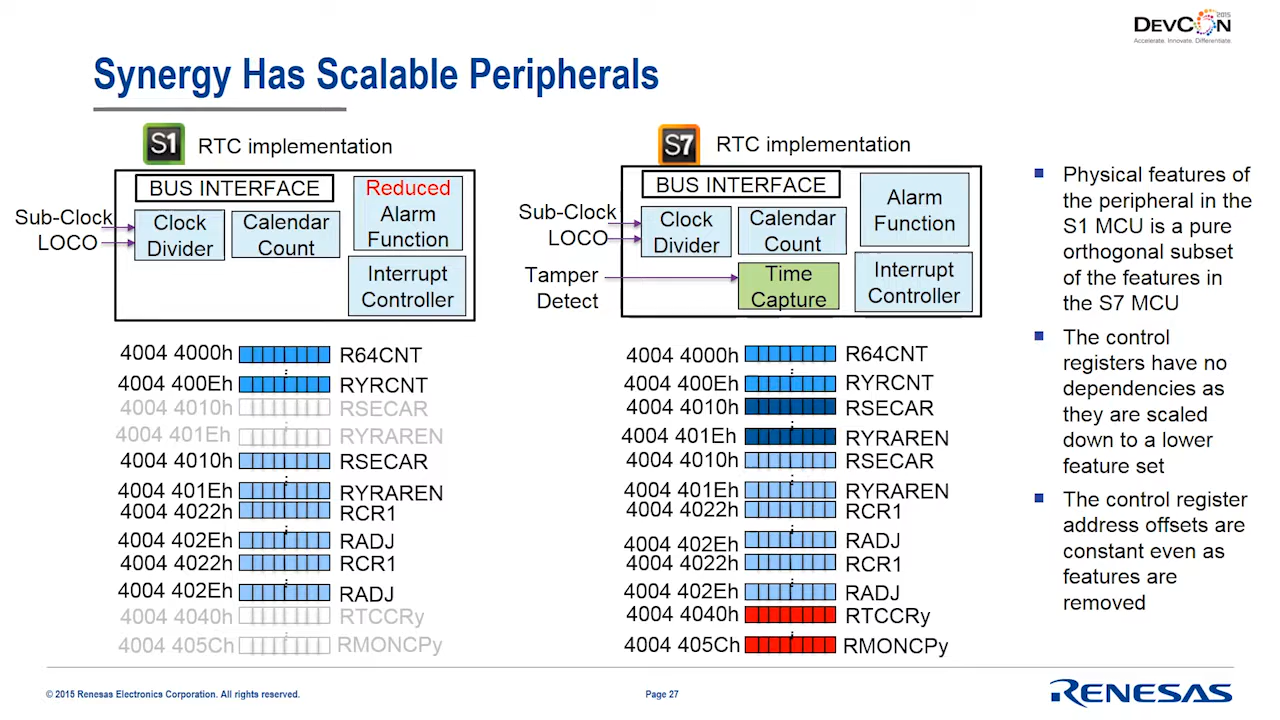 DEVCON 2015
Accelerate. Innovate. Differentiate.
Synergy Has Scalable Peripherals
S1 RTC implementation
BUS INTERFACE
Reduced
Alarm
Function
Sub-Clock
LOCO
Clock
Divider
Calendar
Count
Interrupt
Controller
4004 4000h R64CNT
4004 400Eh RYRCNT
4004 4010h RSECAR
4004 401Eh RYRAREN
4004 4010h RSECAR
4004 401Eh RYRAREN
4004 4022h RCR1
4004 402Eh RADJ
4004 4022h RCR1
4004 402Eh RADJ
4004 4040h RTCCRy
4004 405Ch RMONCPy
S7 RTC implementation
BUS INTERFACE
Alarm
Function
Sub-Clock
LOCO
Clock
Divider
Calendar
Count
Tamper
Detect
Time
Capture
Interrupt
Controller
4004 4000h R64CNT
4004 400Eh RYRCNT
4004 4010h RSECAR
4004 401Eh RYRAREN
4004 4010h RSECAR
4004 401Eh RYRAREN
4004 4022h RCR1
4004 402Eh RADJ
4004 4022h RCR1
4004 402Eh RADJ
4004 4040h RTCCRy
4004 405Ch RMONCPy
Physical features of
the peripheral in the
S1 MCU is a pure
orthogonal subset
of the features in
the S7 MCU
The control
registers have no
dependencies as
they are scaled
down to a lower
feature set
The control register
address offsets are
constant even as
features are
removed
© 2015 Renesas Electronics Corporation. All rights reserved.
Page 27
RENESAS